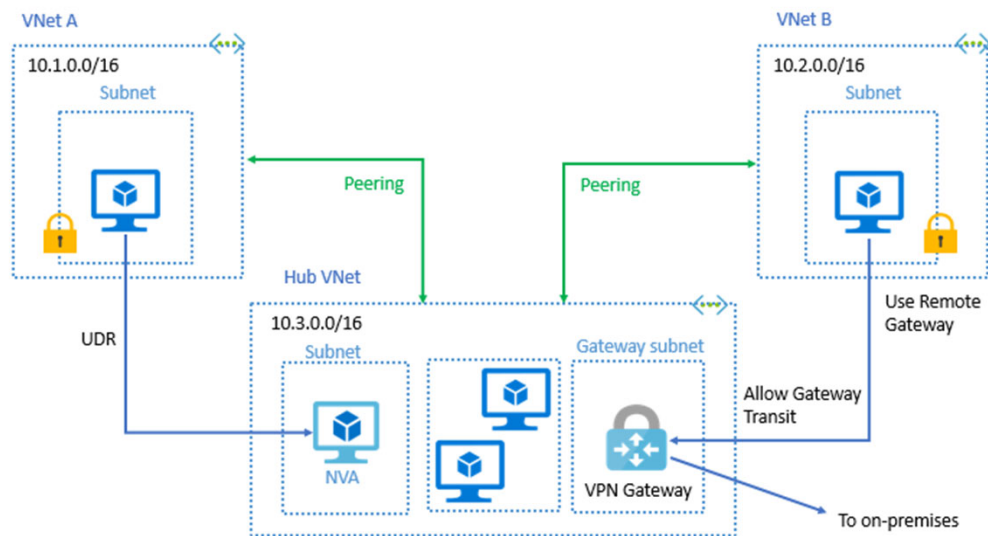 VNet A
10.1.0.0/16
Subnet
VNet B
10.2.0.0/16
Subnet
Peering
Peering
UDR
Hub VNet
10.3.0.0/16
Subnet
NVA
Gateway subnet
VPN Gateway
Use Remote
Gateway
Allow Gateway
Transit
To on-premises